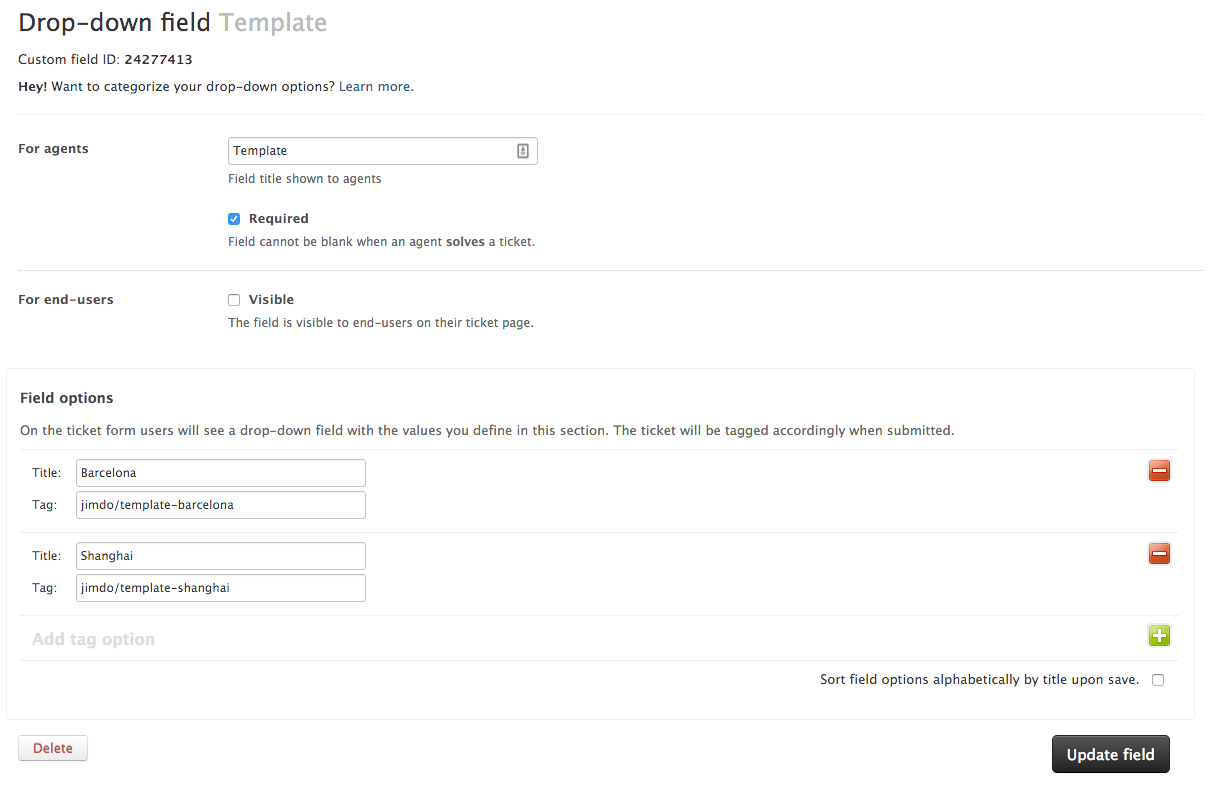 Drop-down field Template
Custom field ID: 24277413
Hey! Want to categorize your drop-down options? Learn more.
For agents
Template
Field title shown to agents
Required
Field cannot be blank when an agent solves a ticket.
For end-users
Visible
The field is visible to end-users on their ticket page.
Field options
On the ticket form users will see a drop-down field with the values you define in this section. The ticket will be tagged accordingly when submitted.
Title: Barcelona
Tag: jimdo/template-barcelona
Title: Shanghai
Tag: jimdo/template-shanghai
Add tag option
Sort field options alphabetically by title upon save.
Delete
Update field